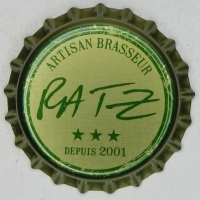 ARTISAN BRASSEUR
RATZ
★★★
DEPUIS 2001